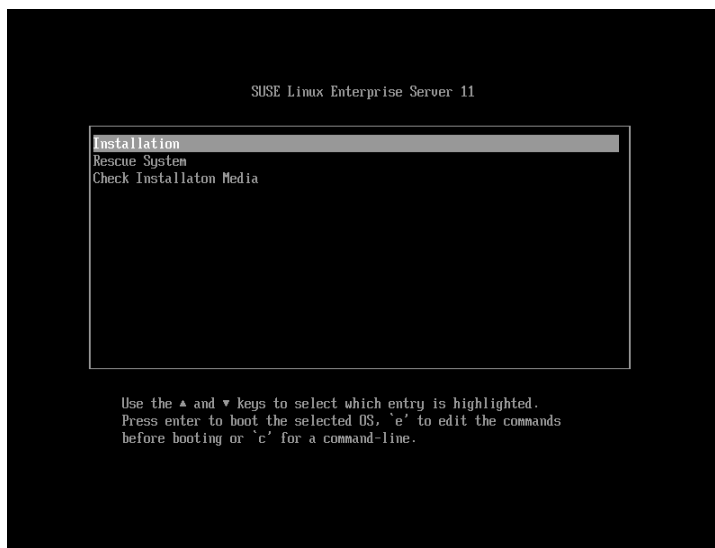 SUSE Linux Enterprise Server 11
Installation
Rescue System
Check Installaton Media
Use the ▲ and ▼ keys to select which entry is highlighted.
Press enter to boot the selected OS, `e' to edit the commands
before booting or `c' for a command-line.